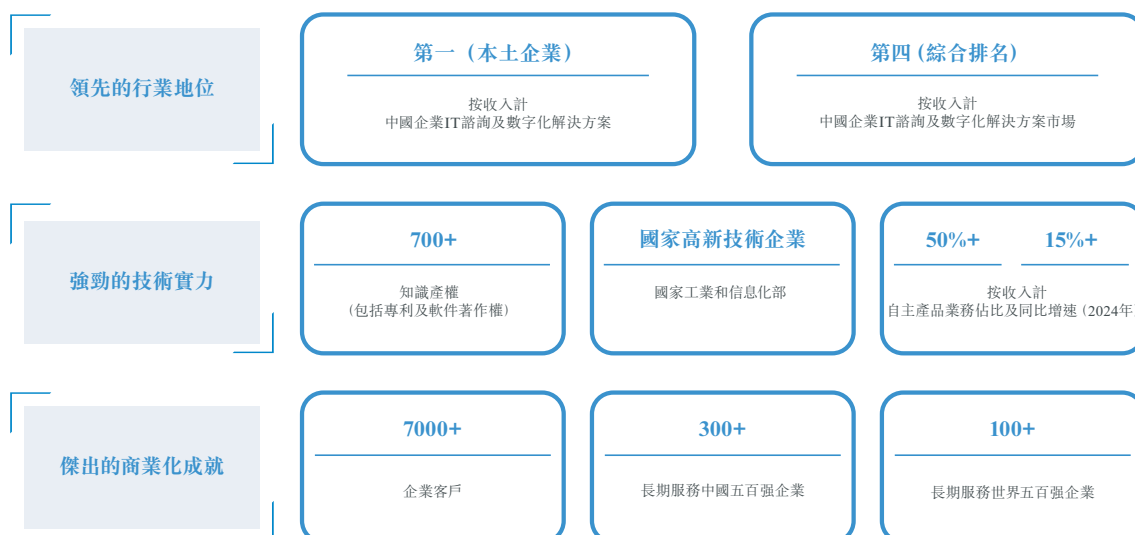 領先的行業地位
第一（本土企業）
按收入計
中國企業IT諮詢及數字化解決方案
第四(綜合排名)
按收入計
中國企業IT諮詢及數字化解決方案市場
強勁的技術實力
700+
知識產權
(包括專利及軟件著作權)
國家高新技術企業
國家工業和信息化部
50%+ 15%+
按收入計
自主產品業務佔比及同比增速 (2024年
傑出的商業化成就
7000+
企業客戶
300+
長期服務中國五百强企業
100+
長期服務世界五百强企業